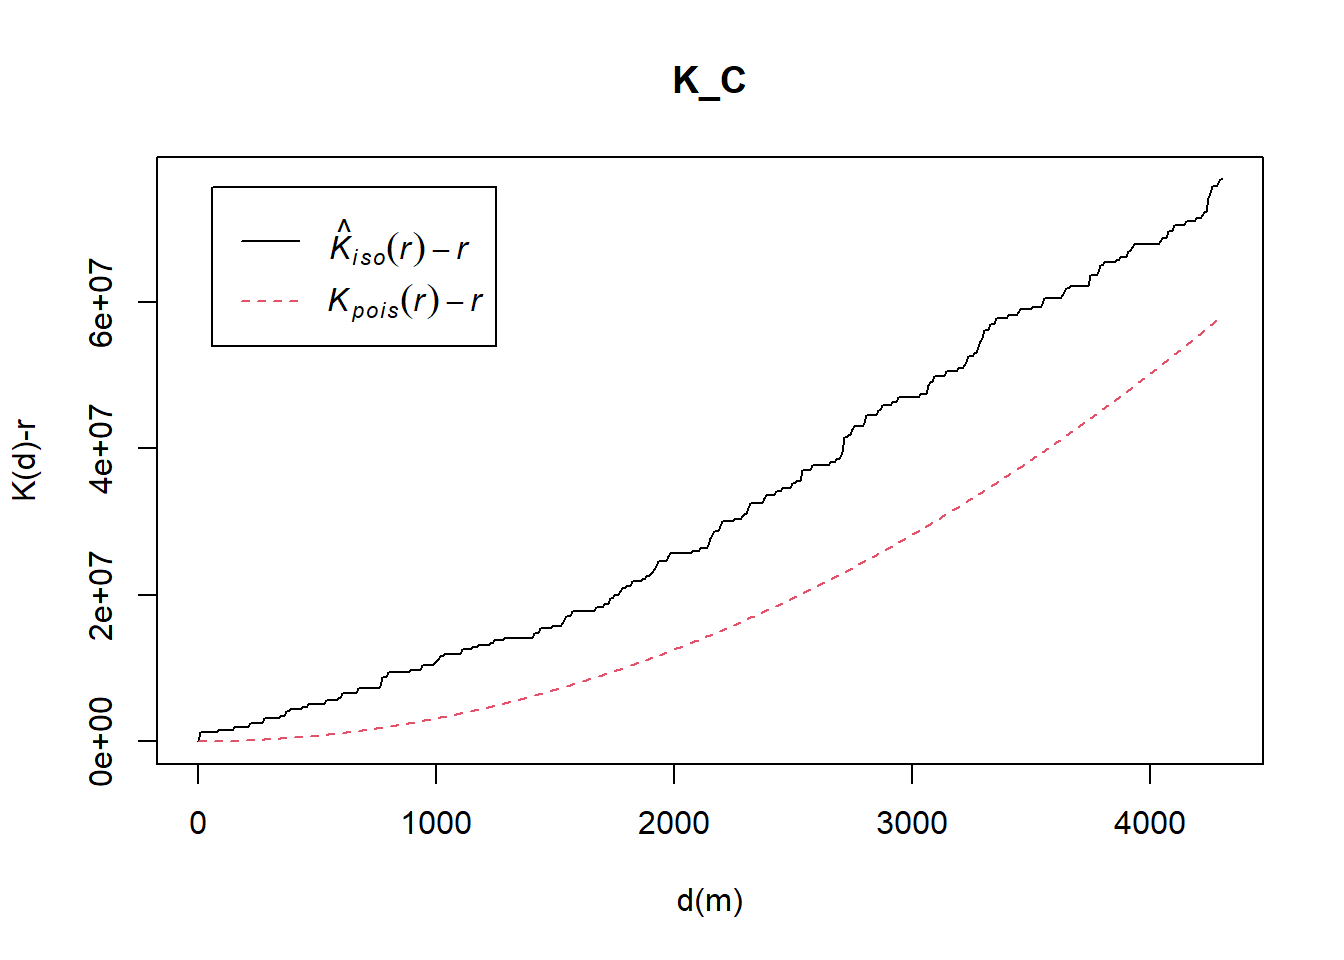 K_C
K̂iso(r) – r
Kpois(r) – r
K(d)-r
0e+00 2e+07 4e+07 6e+07
0 1000 2000 3000 4000
d(m)